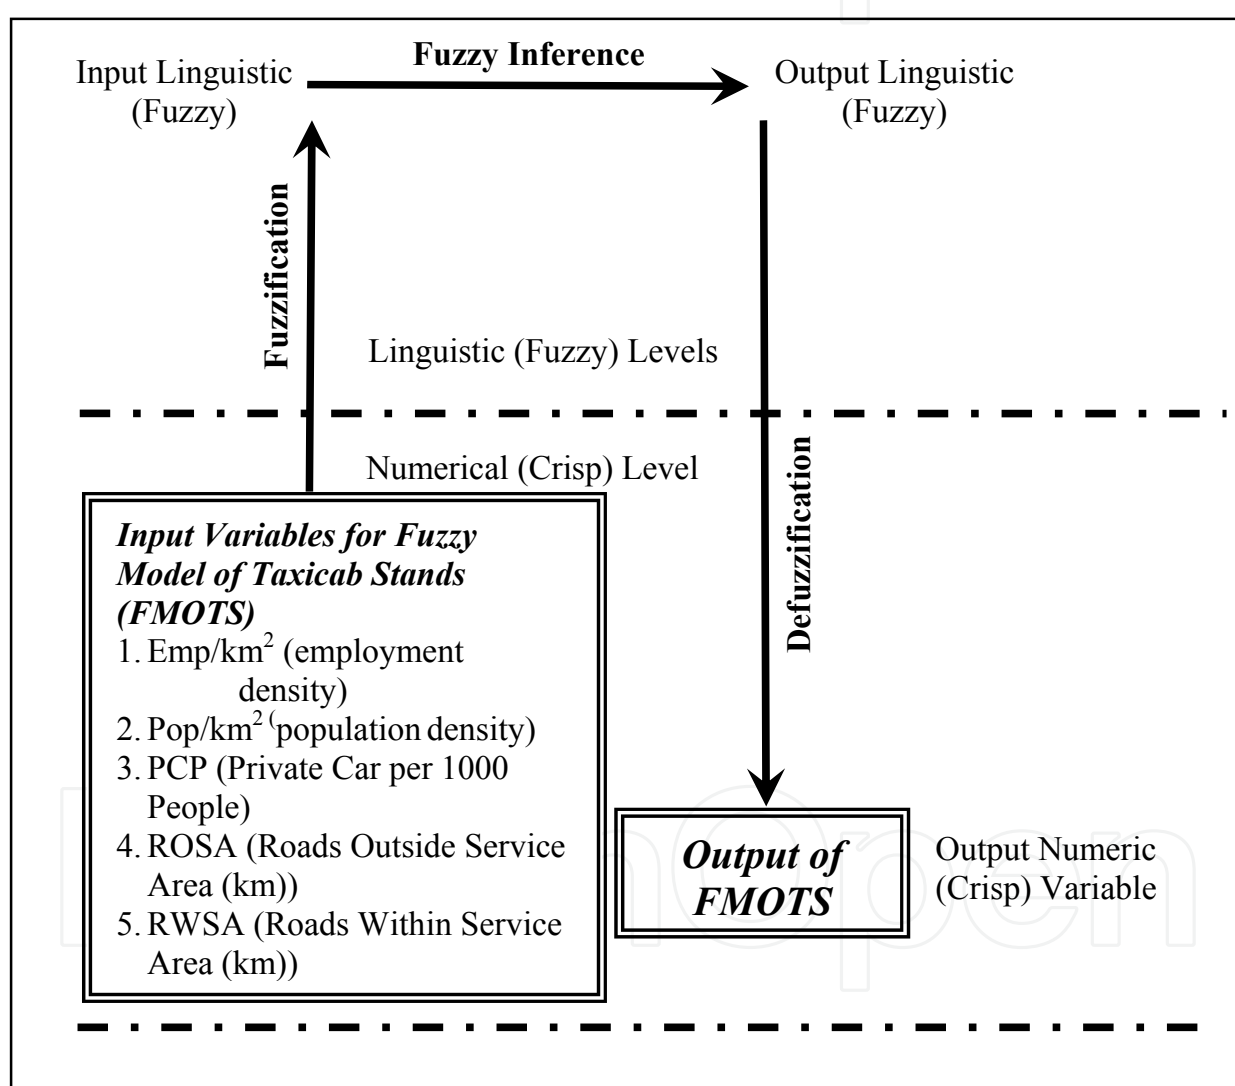 Fuzzy Inference
Input Linguistic
(Fuzzy)
Output Linguistic
(Fuzzy)
Fuzzification
Linguistic (Fuzzy) Levels
Numerical (Crisp) Level
Defuzzification
Input Variables for Fuzzy
Model of Taxicab Stands
(FMOTS)
1. Emp/km² (employment
density)
2. Pop/km² ⁽population density)
3. PCP (Private Car per 1000
People)
4. ROSA (Roads Outside Service
Area (km))
5. RWSA (Roads Within Service
Area (km))
Output of
FMOTS
Output Numeric
(Crisp) Variable